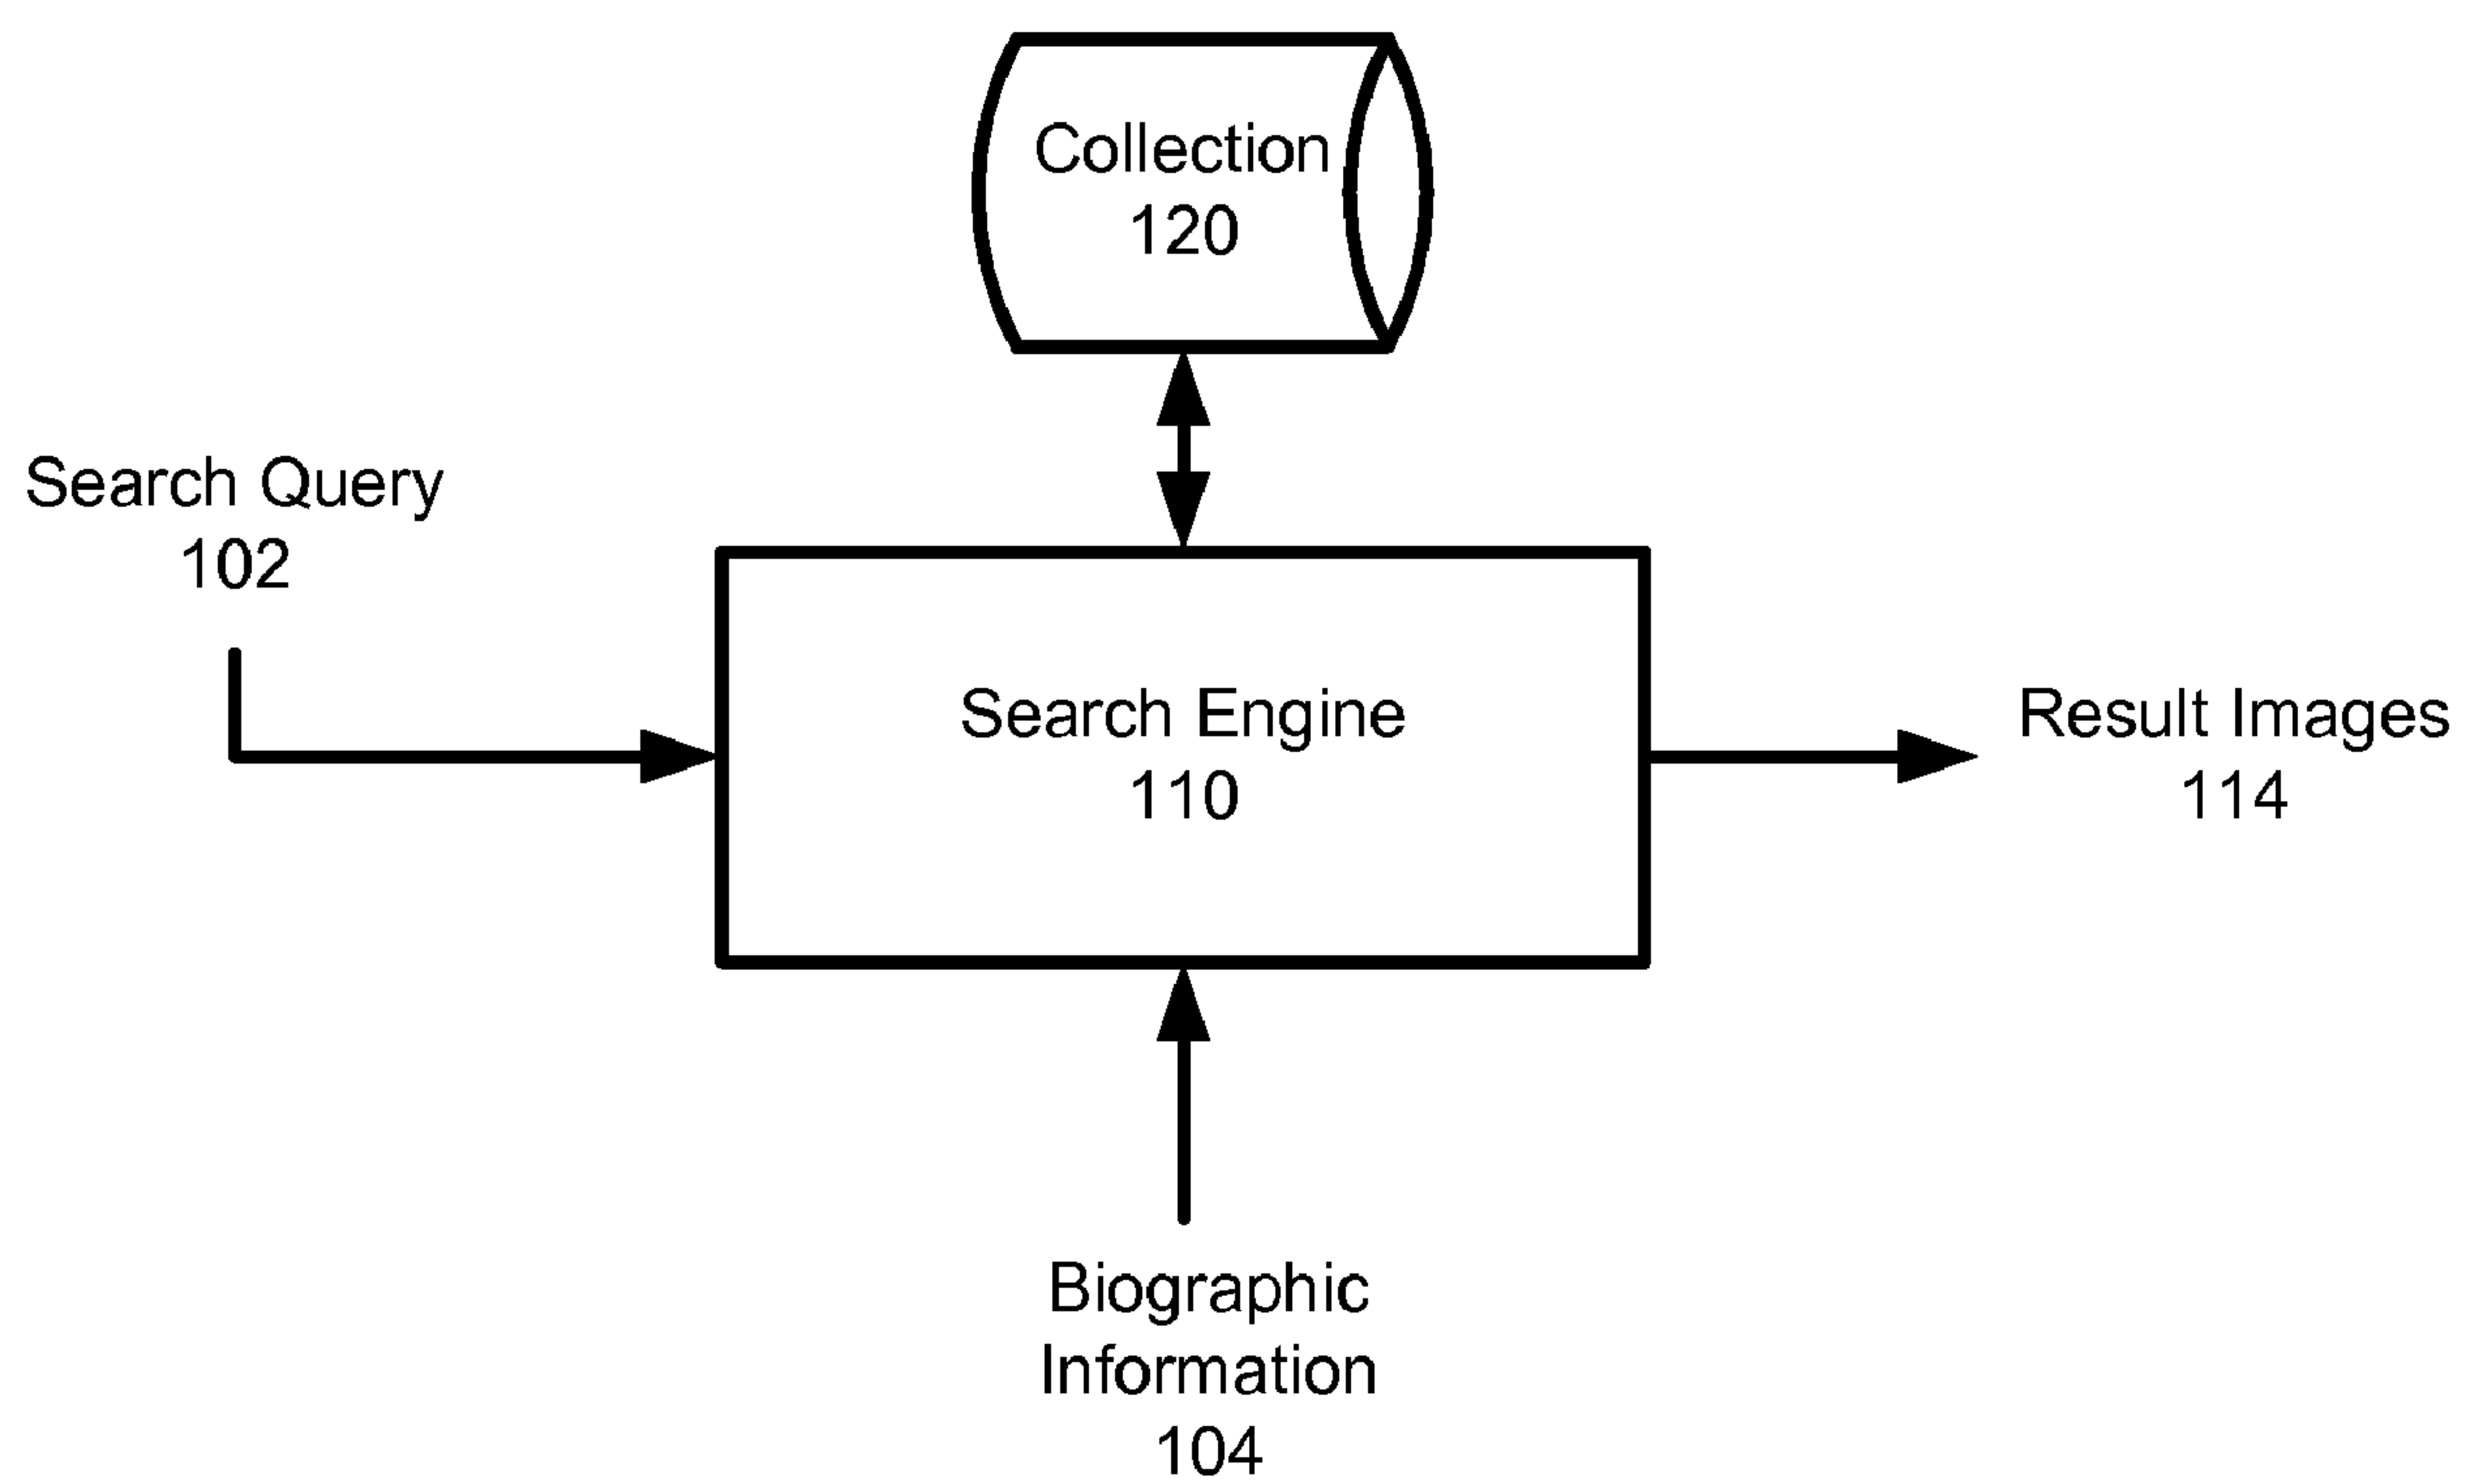 Collection
120
Search Query
102
Search Engine
110
Result Images
114
Biographic
Information
104